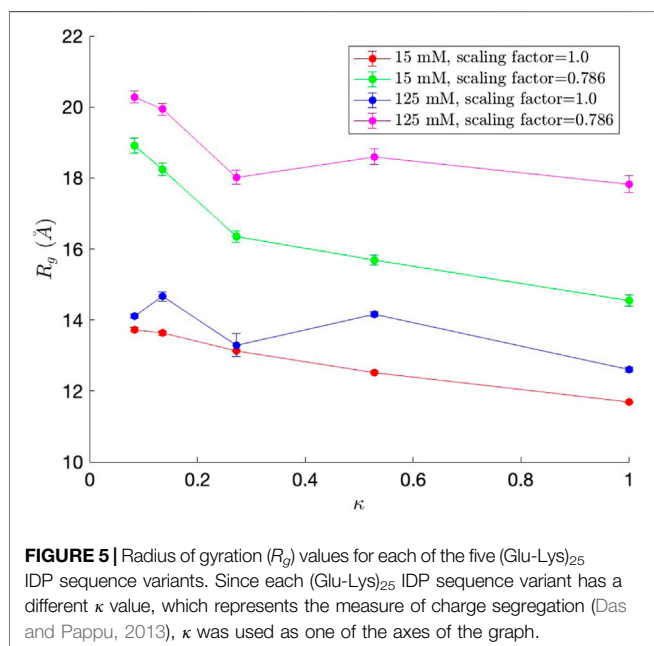 22
20
18
16
14
12
10
R_g (Å)
15 mM, scaling factor=1.0
15 mM, scaling factor=0.786
125 mM, scaling factor=1.0
125 mM, scaling factor=0.786
0 0.2 0.4 0.6 0.8 1
κ
FIGURE 5 | Radius of gyration (R_g) values for each of the five (Glu-Lys)₂₅
IDP sequence variants. Since each (Glu-Lys)₂₅ IDP sequence variant has a
different κ value, which represents the measure of charge segregation (Das
and Pappu, 2013), κ was used as one of the axes of the graph.